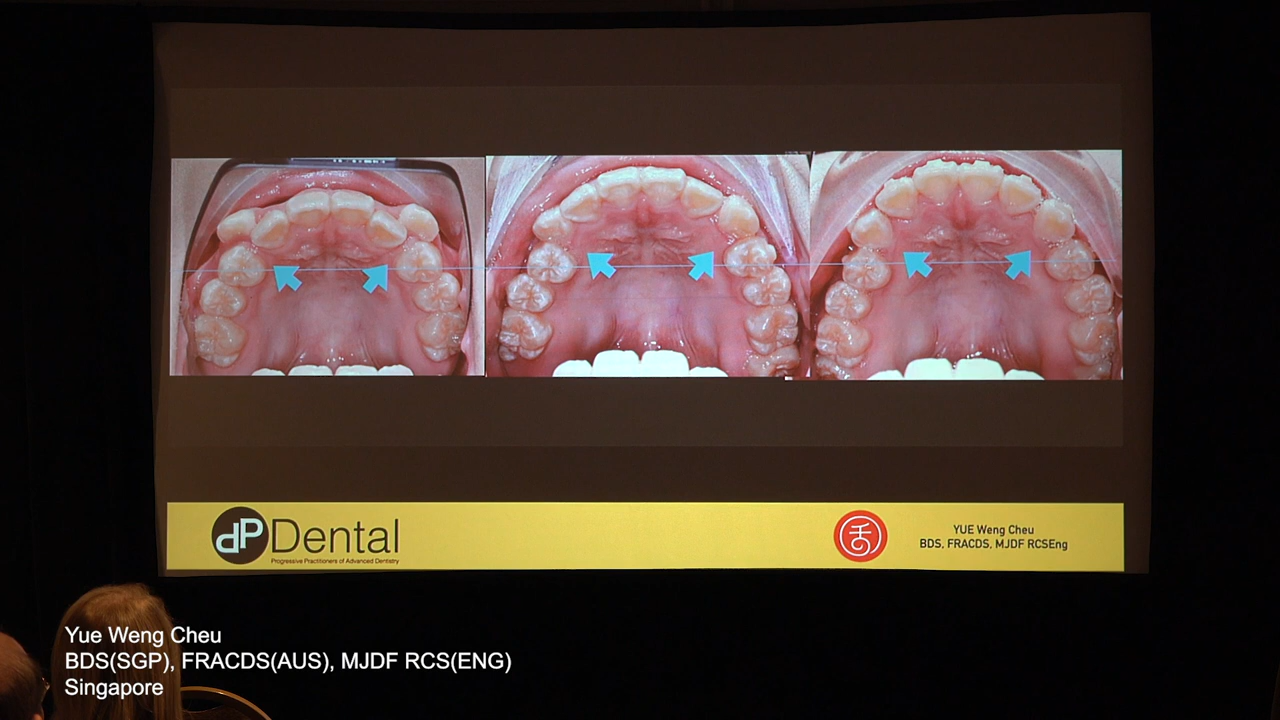 dP Dental
Progressive Practitioners of Advanced Dentistry
舌
YUE Weng Cheu
BDS, FRACDS, MJDF RCSEng
Yue Weng Cheu
BDS(SGP), FRACDS(AUS), MJDF RCS(ENG)
Singapore